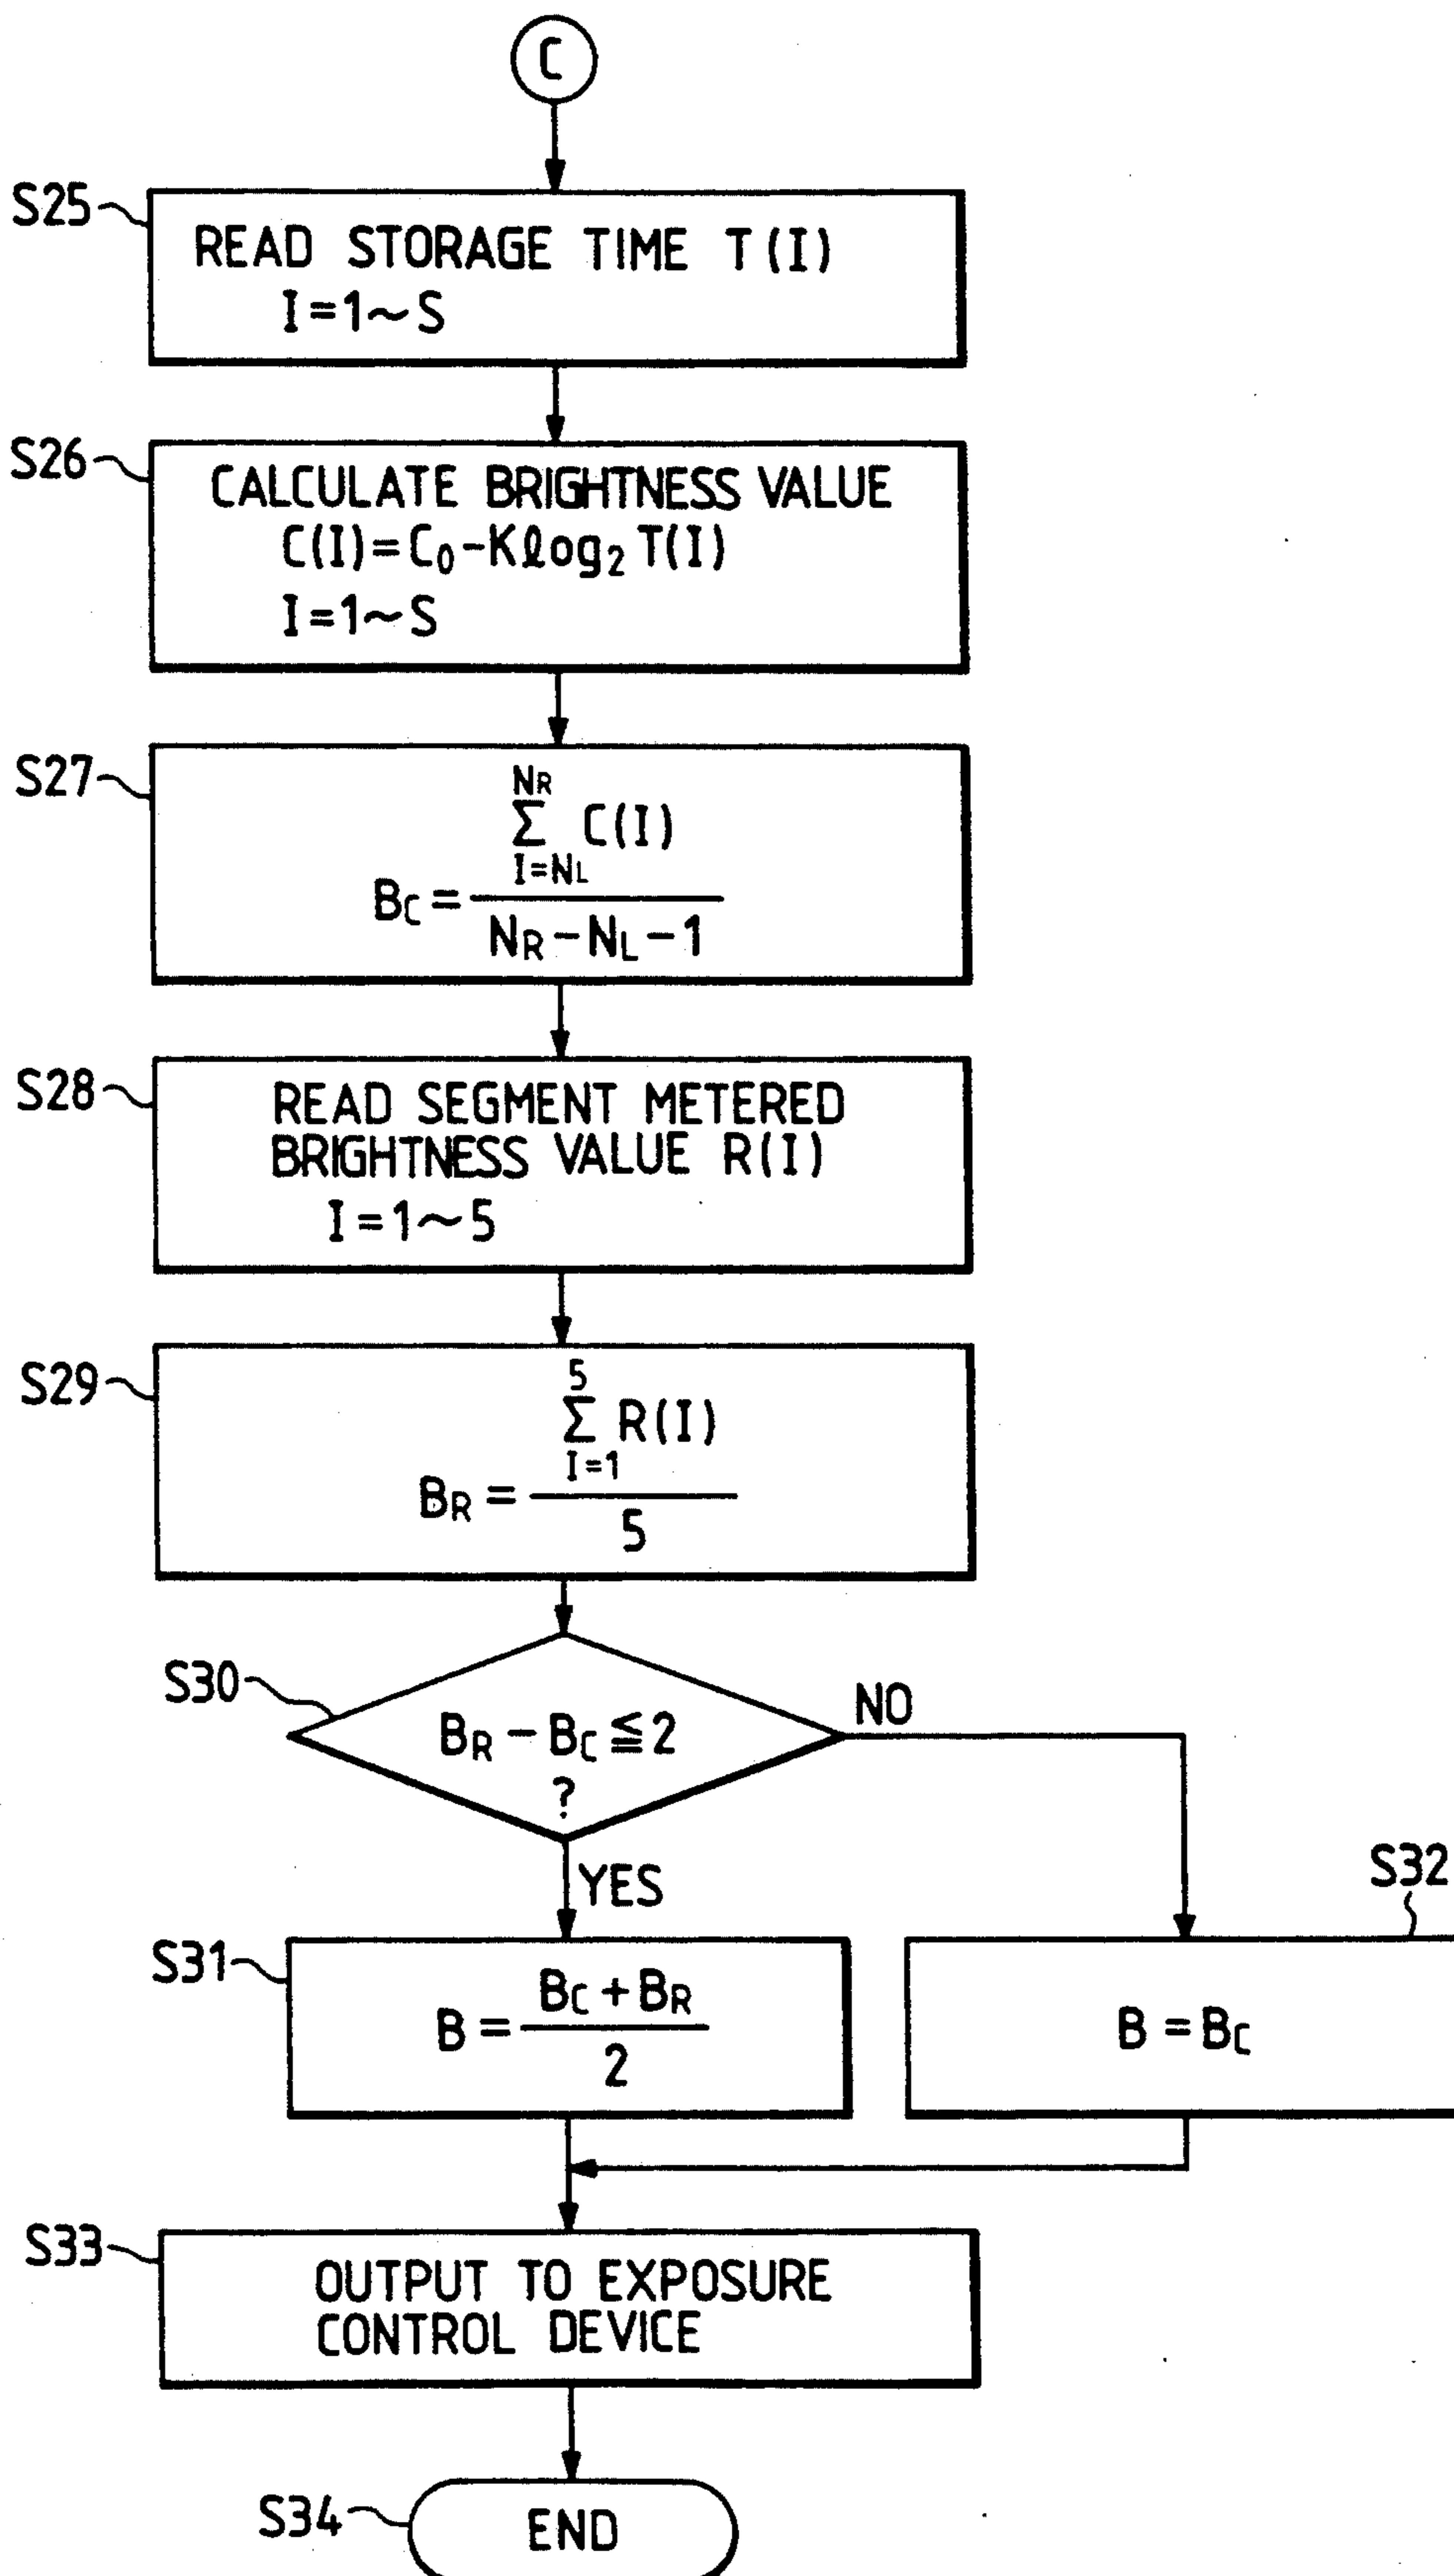 C
S25
READ STORAGE TIME T(I)
I=1~S
S26
CALCULATE BRIGHTNESS VALUE
C(I)=C₀-Kℓog₂T(I)
I=1~S
S27
NR
Σ C(I)
I=NL
BC =
NR-NL-1
S28
READ SEGMENT METERED
BRIGHTNESS VALUE R(I)
I=1~5
S29
5
Σ R(I)
I=1
BR =
5
S30
BR - BC ≦ 2
?
NO
YES
S31
BC + BR
B =
2
S32
B = BC
S33
OUTPUT TO EXPOSURE
CONTROL DEVICE
S34
END